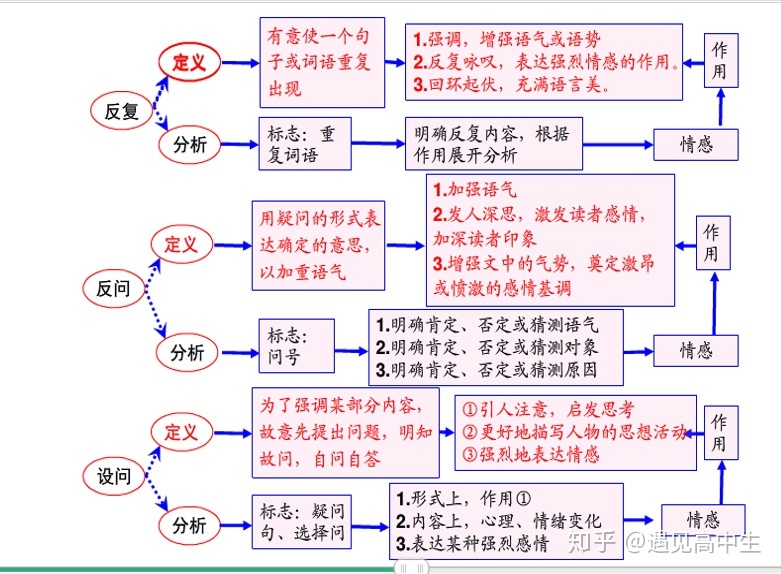 反复
定义
有意使一个句
子或词语重复
出现
1.强调，增强语气或语势
2.反复咏叹，表达强烈情感的作用。
3.回环起伏，充满语言美。
作
用
分析
标志：重
复词语
明确反复内容，根据
作用展开分析
情感
反问
定义
用疑问的形式表
达确定的意思，
以加重语气
1.加强语气
2.发人深思，激发读者感情，
加深读者印象
3.增强文中的气势，奠定激昂
或愤激的感情基调
作
用
分析
标志：
问号
1.明确肯定、否定或猜测语气
2.明确肯定、否定或猜测对象
3.明确肯定、否定或猜测原因
情感
设问
定义
为了强调某部分内容，
故意先提出问题，明知
故问，自问自答
①引人注意，启发思考
②更好地描写人物的思想活动
③强烈地表达情感
作
用
分析
标志：疑问
句、选择问
1.形式上，作用①
2.内容上，心理、情绪变化
3.表达某种强烈感情
情感
知乎 @遇见高中生